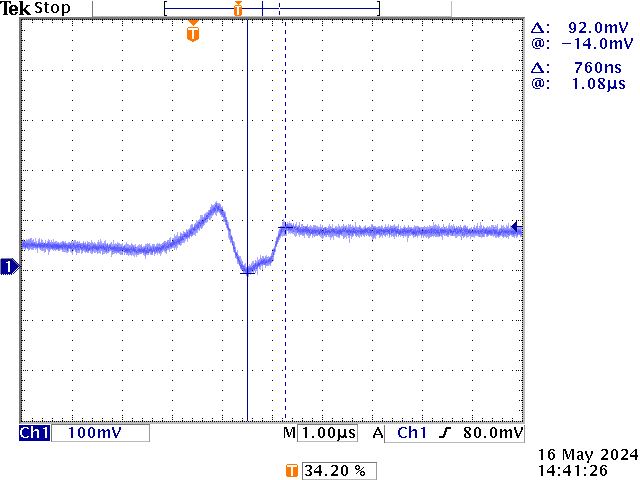 Tek Stop
T
T
Δ: 92.0mV
@: −14.0mV
Δ: 760ns
@: 1.08µs
1
Ch1 100mV M 1.00µs A Ch1 80.0mV
T 34.20 %
16 May 2024
14:41:26